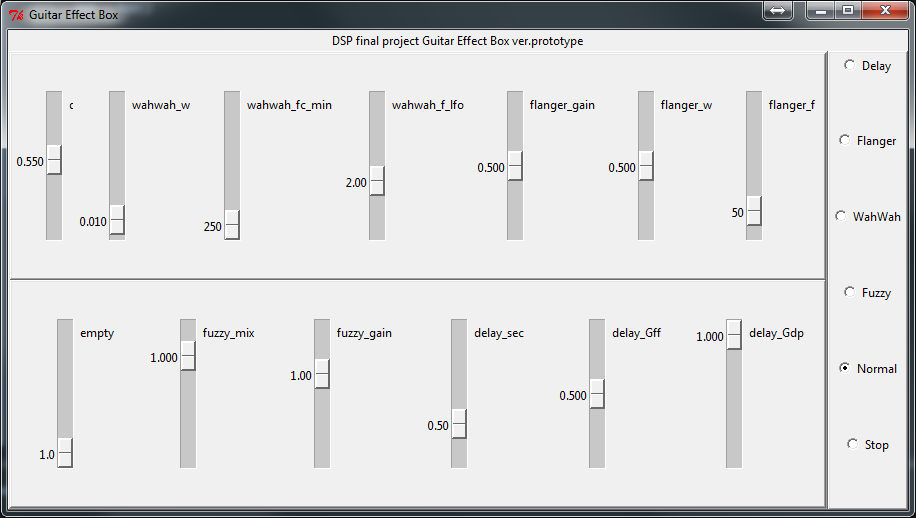 Guitar Effect Box
DSP final project Guitar Effect Box ver.prototype
0.550
0.010 wahwah_w
250 wahwah_fc_min
2.00 wahwah_f_lfo
0.500 flanger_gain
0.500 flanger_w
50 flanger_f
1.0 empty
1.000 fuzzy_mix
1.00 fuzzy_gain
0.50 delay_sec
0.500 delay_Gff
1.000 delay_Gdp
Delay
Flanger
WahWah
Fuzzy
Normal
Stop